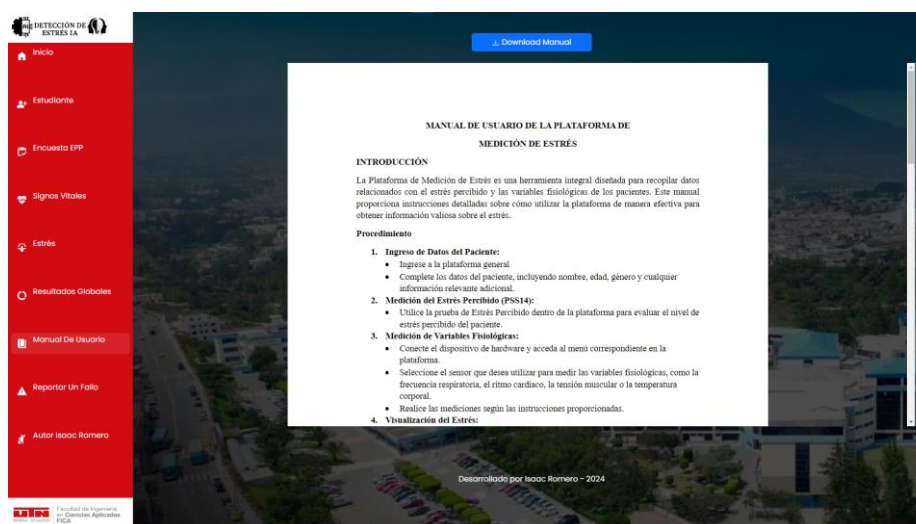 DETECCIÓN DE
ESTRÉS IA
Inicio
Estudiante
Encuesta EPP
Signos Vitales
Estrés
Resultados Globales
Manual De Usuario
Reportar Un Fallo
Autor Isaac Romero
UTN
IBARRA - ECUADOR
Facultad de Ingeniería
en Ciencias Aplicadas
FICA
Download Manual
MANUAL DE USUARIO DE LA PLATAFORMA DE
MEDICIÓN DE ESTRÉS
INTRODUCCIÓN
La Plataforma de Medición de Estrés es una herramienta integral diseñada para recopilar datos
relacionados con el estrés percibido y las variables fisiológicas de los pacientes. Este manual
proporciona instrucciones detalladas sobre cómo utilizar la plataforma de manera efectiva para
obtener información valiosa sobre el estrés.
Procedimiento
1. Ingreso de Datos del Paciente:
• Ingrese a la plataforma general
• Complete los datos del paciente, incluyendo nombre, edad, género y cualquier
información relevante adicional.
2. Medición del Estrés Percibido (PSS14):
• Utilice la prueba de Estrés Percibido dentro de la plataforma para evaluar el nivel de
estrés percibido del paciente.
3. Medición de Variables Fisiológicas:
• Conecte el dispositivo de hardware y acceda al menú correspondiente en la
plataforma.
• Seleccione el sensor que desea utilizar para medir las variables fisiológicas, como la
frecuencia respiratoria, el ritmo cardíaco, la tensión muscular o la temperatura
corporal.
• Realice las mediciones según las instrucciones proporcionadas.
4. Visualización del Estrés:
Desarrollado por Isaac Romero - 2024